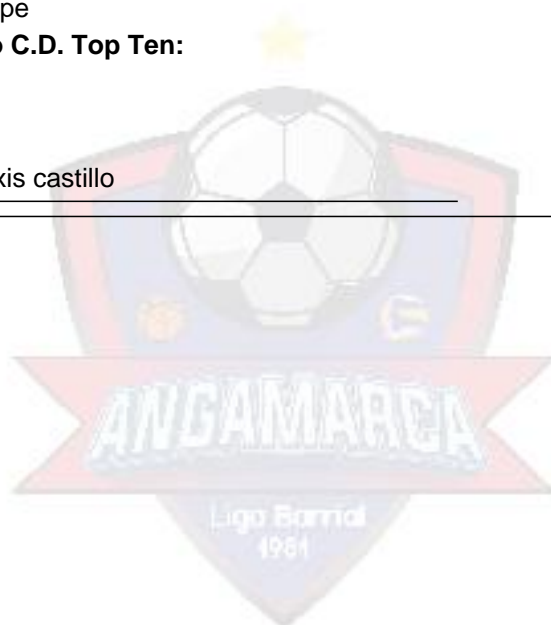 pe
o C.D. Top Ten:
xis castillo
ANGAMARCA
Liga Barrial
1981